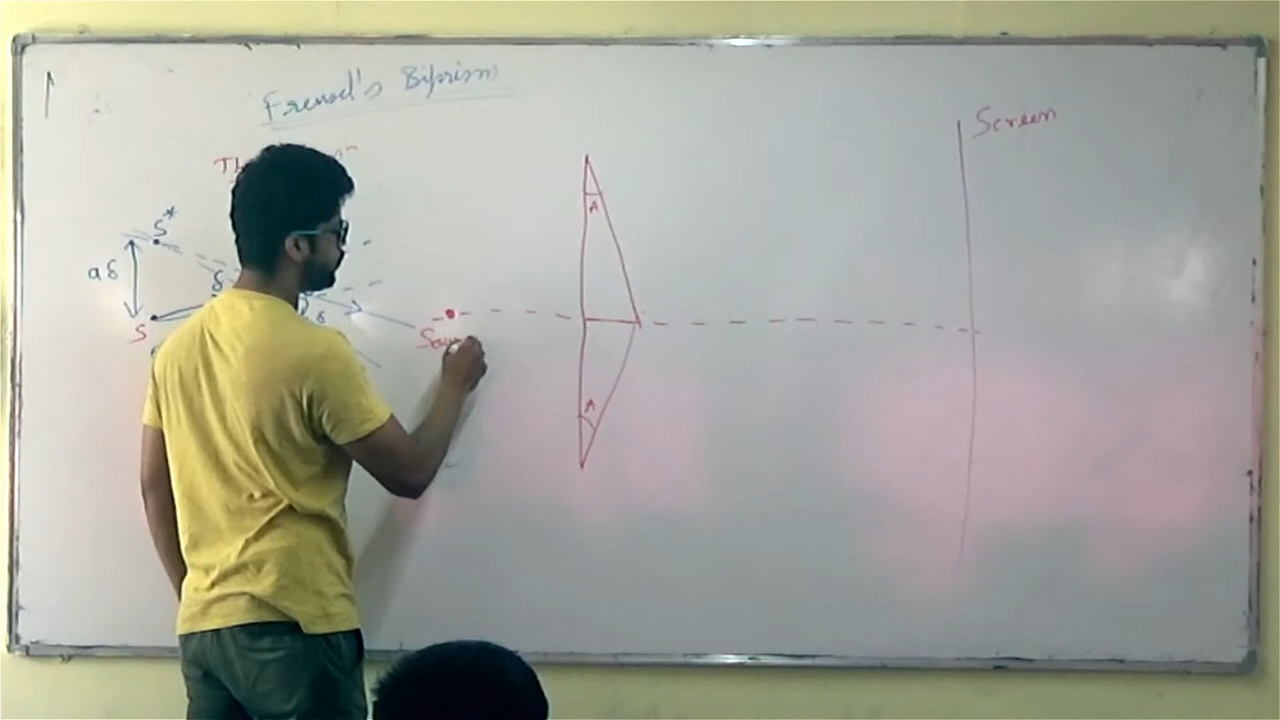 Fresnel's Biprism
Screen
A
S*
aδ
δ
δ
S
A